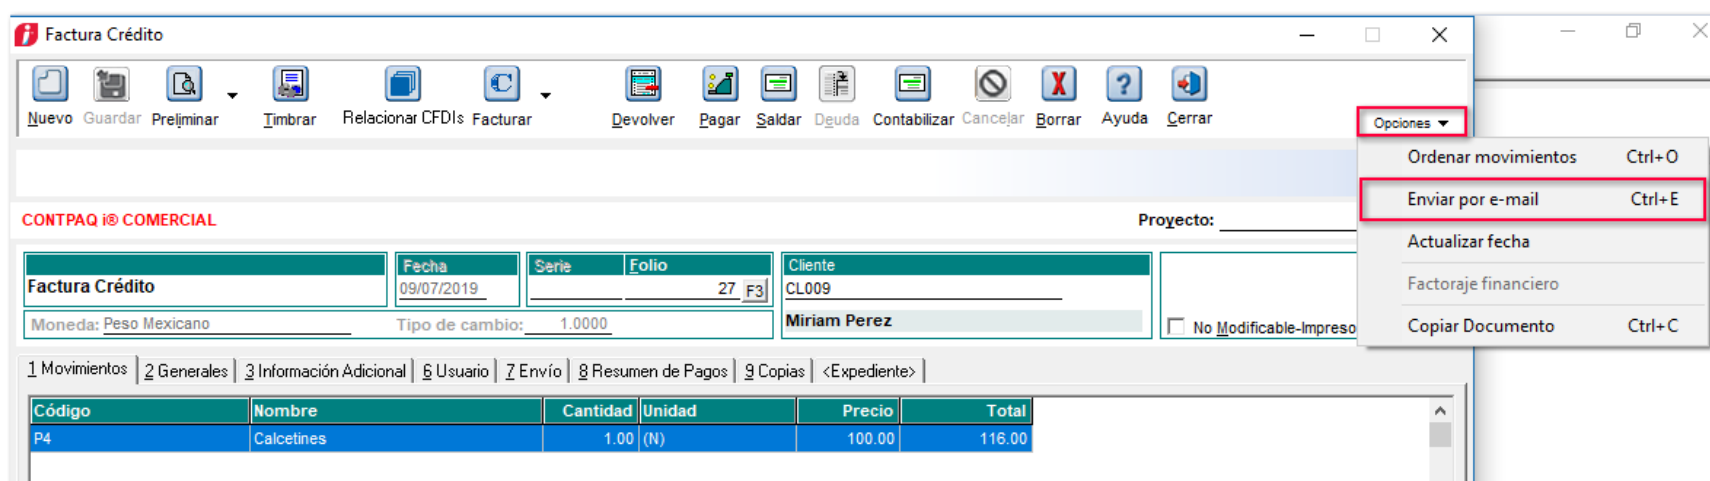 Factura Crédito
Nuevo Guardar Preliminar Timbrar Relacionar CFDIs Facturar Devolver Pagar Saldar Deuda Contabilizar Cancelar Borrar Ayuda Cerrar
Opciones
Ordenar movimientos Ctrl+O
Enviar por e-mail Ctrl+E
Actualizar fecha
Factoraje financiero
Copiar Documento Ctrl+C
CONTPAQ i® COMERCIAL Proyecto:
Fecha Serie Folio Cliente
Factura Crédito 09/07/2019 27 F3 CL009
Moneda: Peso Mexicano Tipo de cambio: 1.0000 Miriam Perez No Modificable-Impreso
1 Movimientos 2 Generales 3 Información Adicional 6 Usuario 7 Envío 8 Resumen de Pagos 9 Copias <Expediente>
Código Nombre Cantidad Unidad Precio Total
P4 Calcetines 1.00 (N) 100.00 116.00